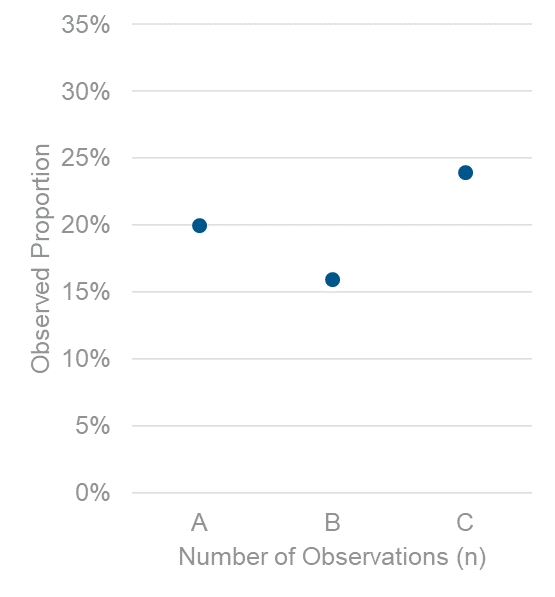 35%
30%
25%
20%
15%
10%
5%
0%
Observed Proportion
A B C
Number of Observations (n)